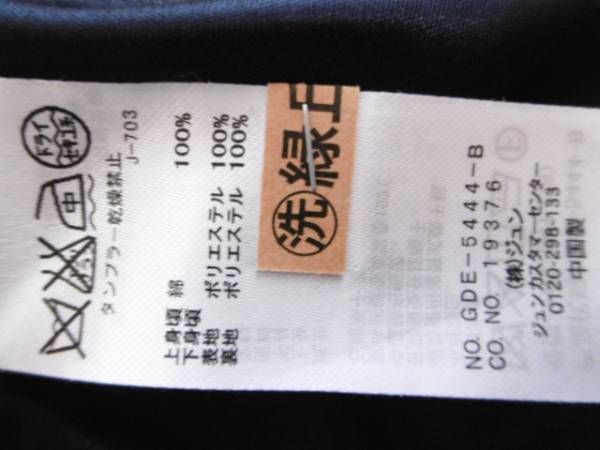 ドライ
セキユ系
中
タンブラー乾燥禁止
J-703
上身頃 綿 100%
下身頃
表地 ポリエステル 100%
裏地 ポリエステル 100%
洗 縁
NO. GDE-5444-B
CO. NO. 19376
(株)ジュン
ジュンカスタマーセンター
0120-298-133
中国製